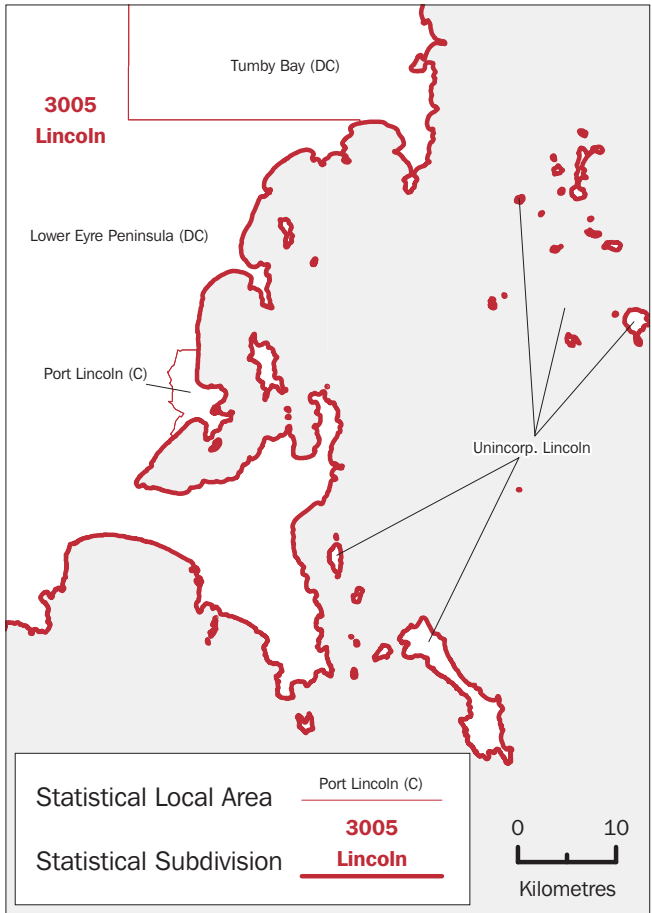 Tumby Bay (DC)
3005
Lincoln
Lower Eyre Peninsula (DC)
Port Lincoln (C)
Unincorp. Lincoln
Statistical Local Area
Port Lincoln (C)
Statistical Subdivision
3005
Lincoln
0 10
Kilometres